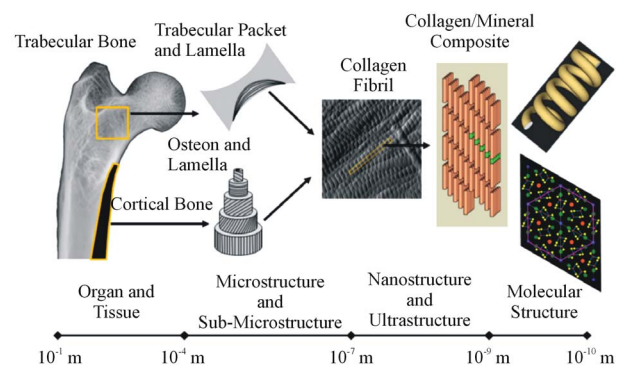 Trabecular Bone
Trabecular Packet
and Lamella
Collagen
Fibril
Collagen/Mineral
Composite
Osteon and
Lamella
Cortical Bone
Organ and
Tissue
Microstructure
and
Sub-Microstructure
Nanostructure
and
Ultrastructure
Molecular
Structure
10⁻¹ m
10⁻⁴ m
10⁻⁷ m
10⁻⁹ m
10⁻¹⁰ m